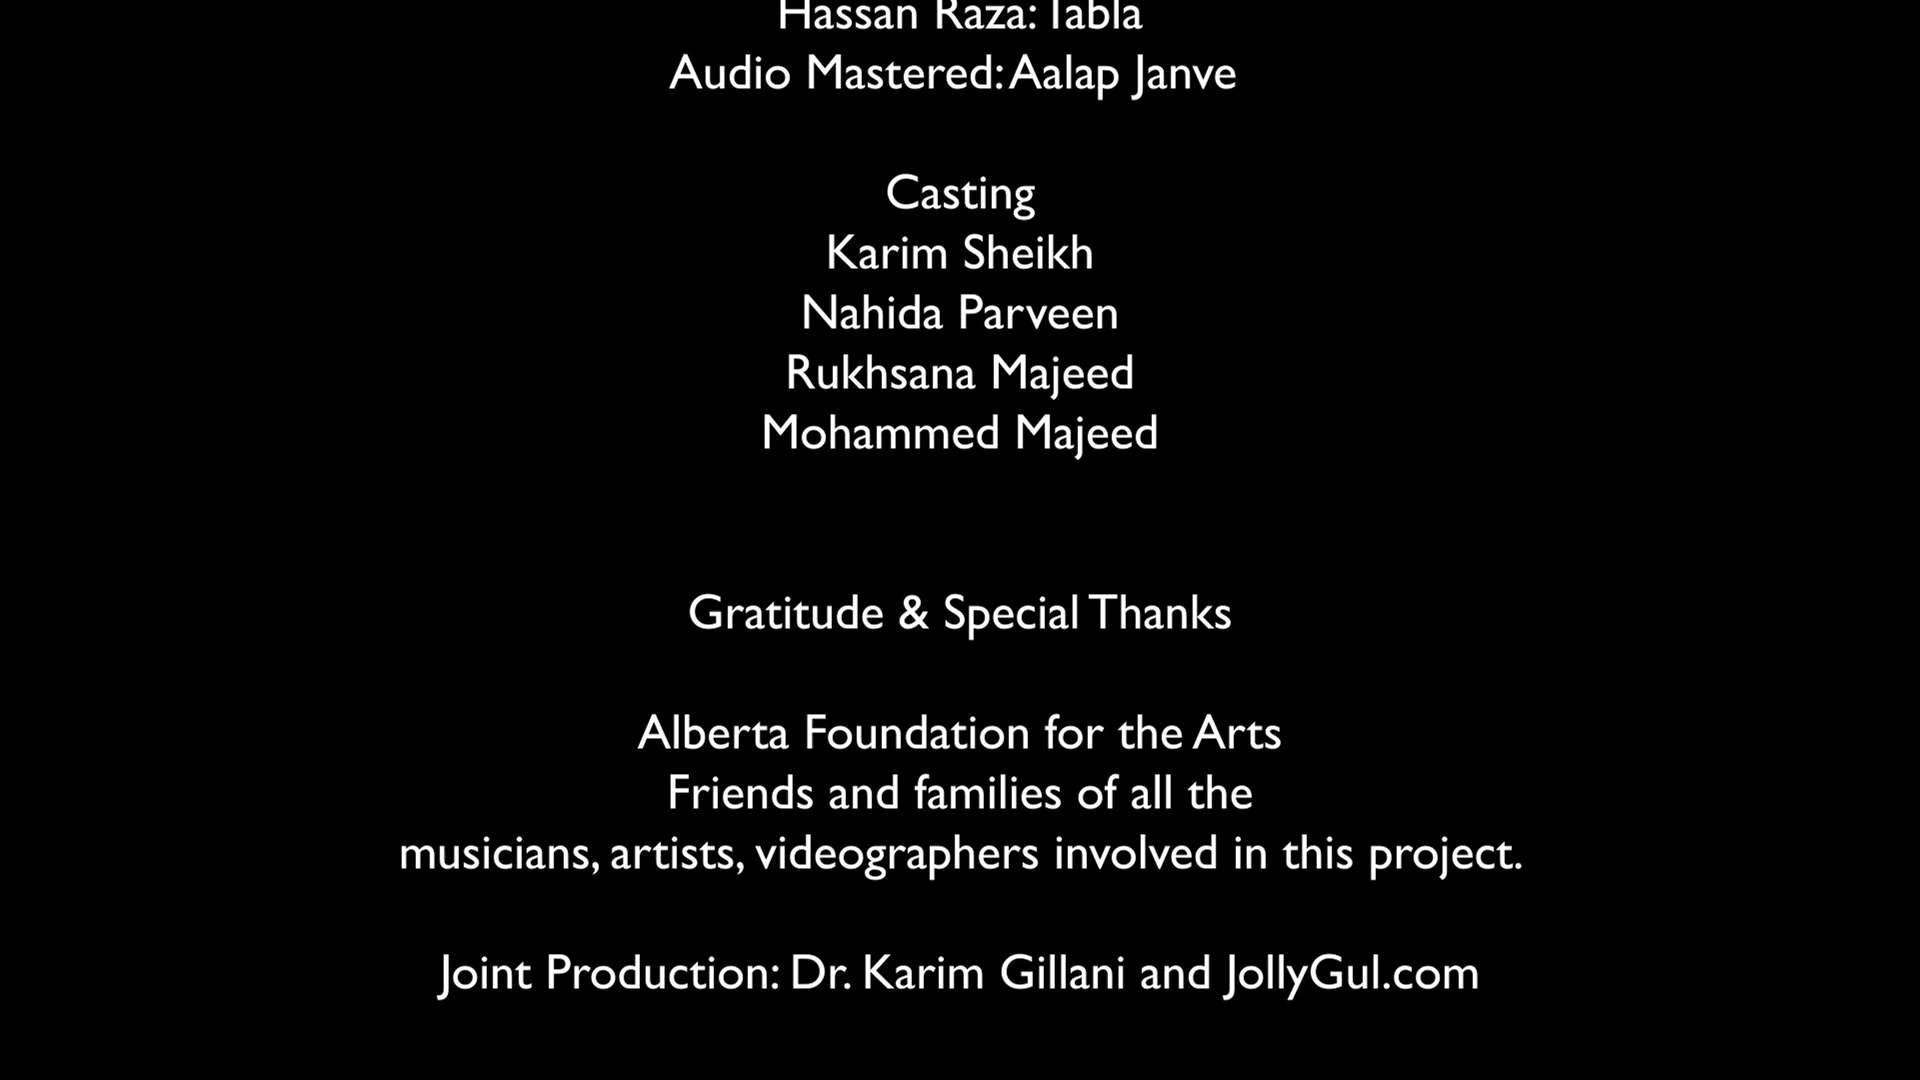 Hassan Raza: Tabla
Audio Mastered: Aalap Janve
Casting
Karim Sheikh
Nahida Parveen
Rukhsana Majeed
Mohammed Majeed
Gratitude & Special Thanks
Alberta Foundation for the Arts
Friends and families of all the
musicians, artists, videographers involved in this project.
Joint Production: Dr. Karim Gillani and JollyGul.com